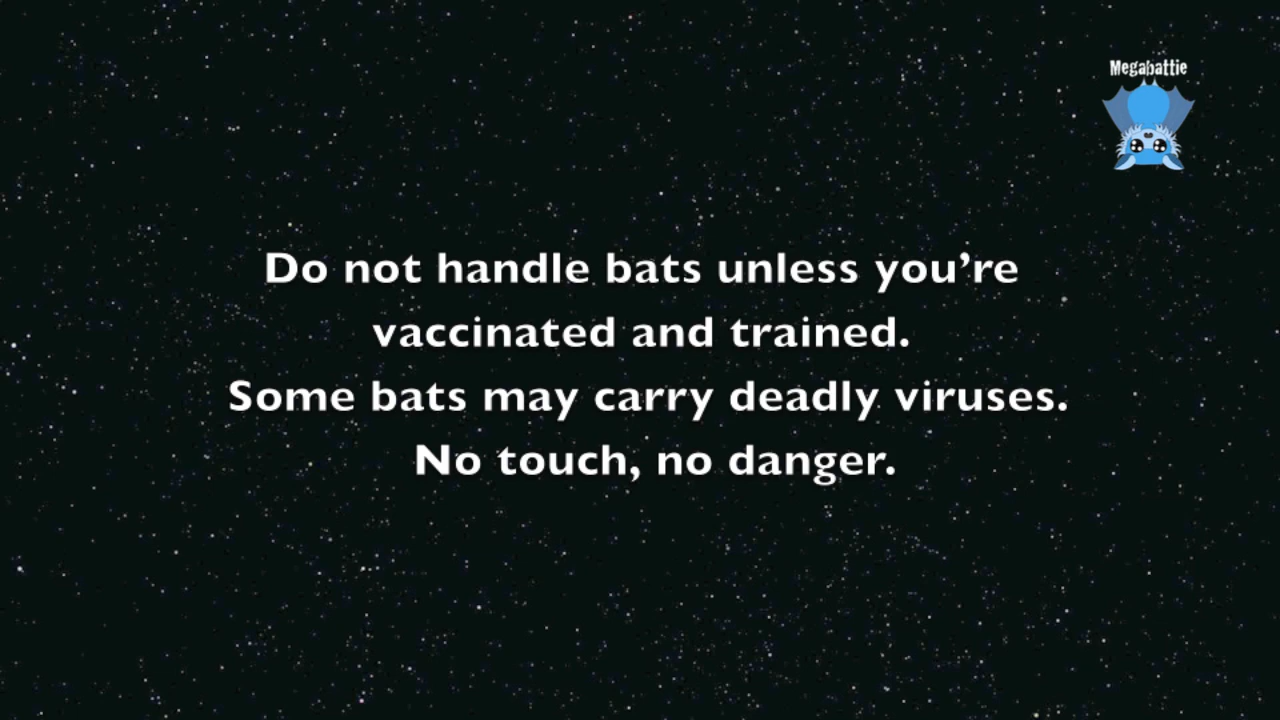 Megabattie
Do not handle bats unless you’re
vaccinated and trained.
Some bats may carry deadly viruses.
No touch, no danger.